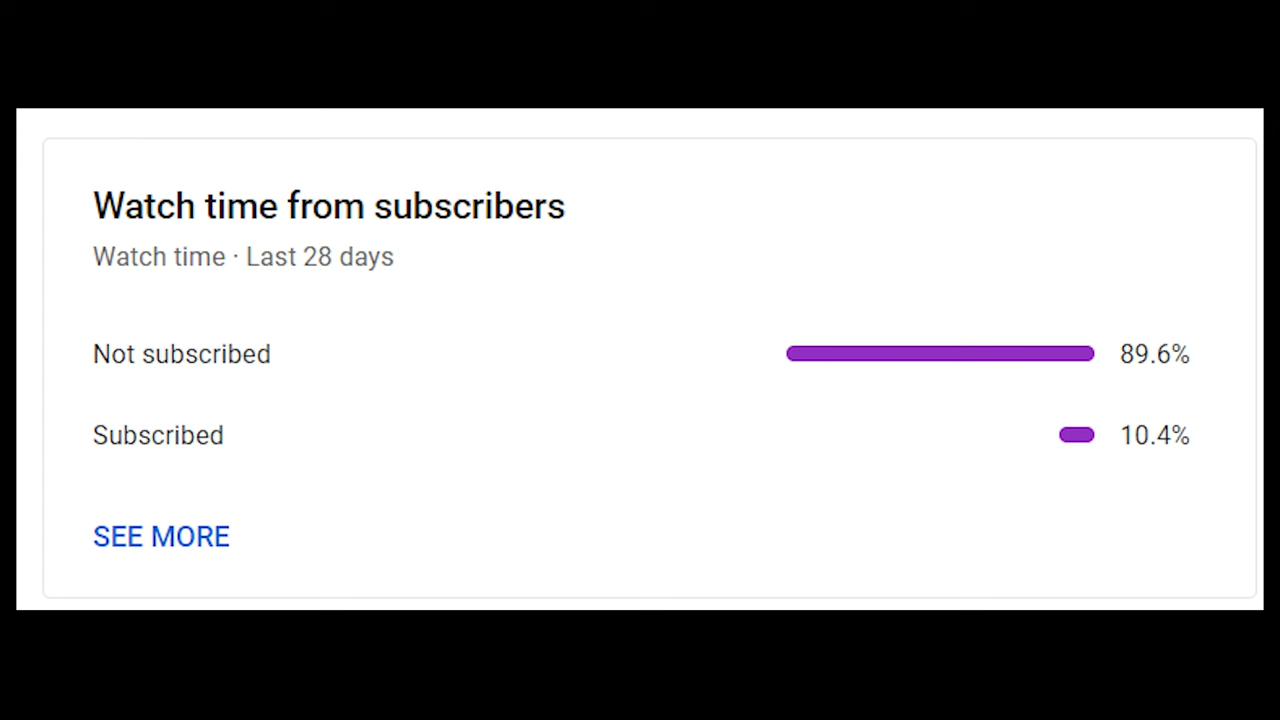 Watch time from subscribers
Watch time · Last 28 days
Not subscribed 89.6%
Subscribed 10.4%
SEE MORE